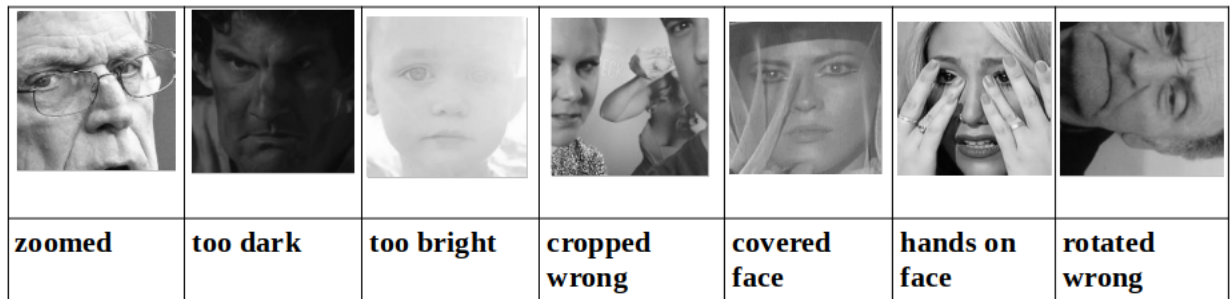 zoomed
too dark
too bright
cropped
wrong
covered
face
hands on
face
rotated
wrong